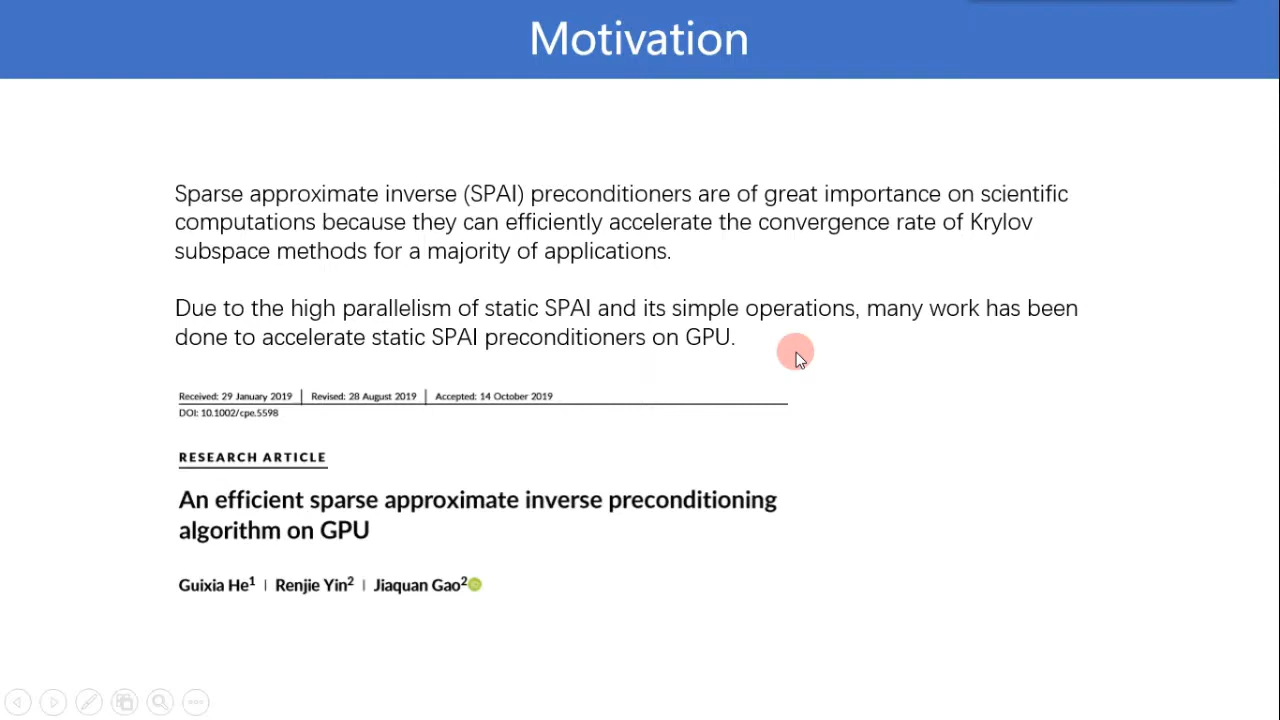 Motivation
Sparse approximate inverse (SPAI) preconditioners are of great importance on scientific
computations because they can efficiently accelerate the convergence rate of Krylov
subspace methods for a majority of applications.
Due to the high parallelism of static SPAI and its simple operations, many work has been
done to accelerate static SPAI preconditioners on GPU.
Received: 29 January 2019 | Revised: 28 August 2019 | Accepted: 14 October 2019
DOI: 10.1002/cpe.5598
RESEARCH ARTICLE
An efficient sparse approximate inverse preconditioning
algorithm on GPU
Guixia He1 | Renjie Yin2 | Jiaquan Gao2